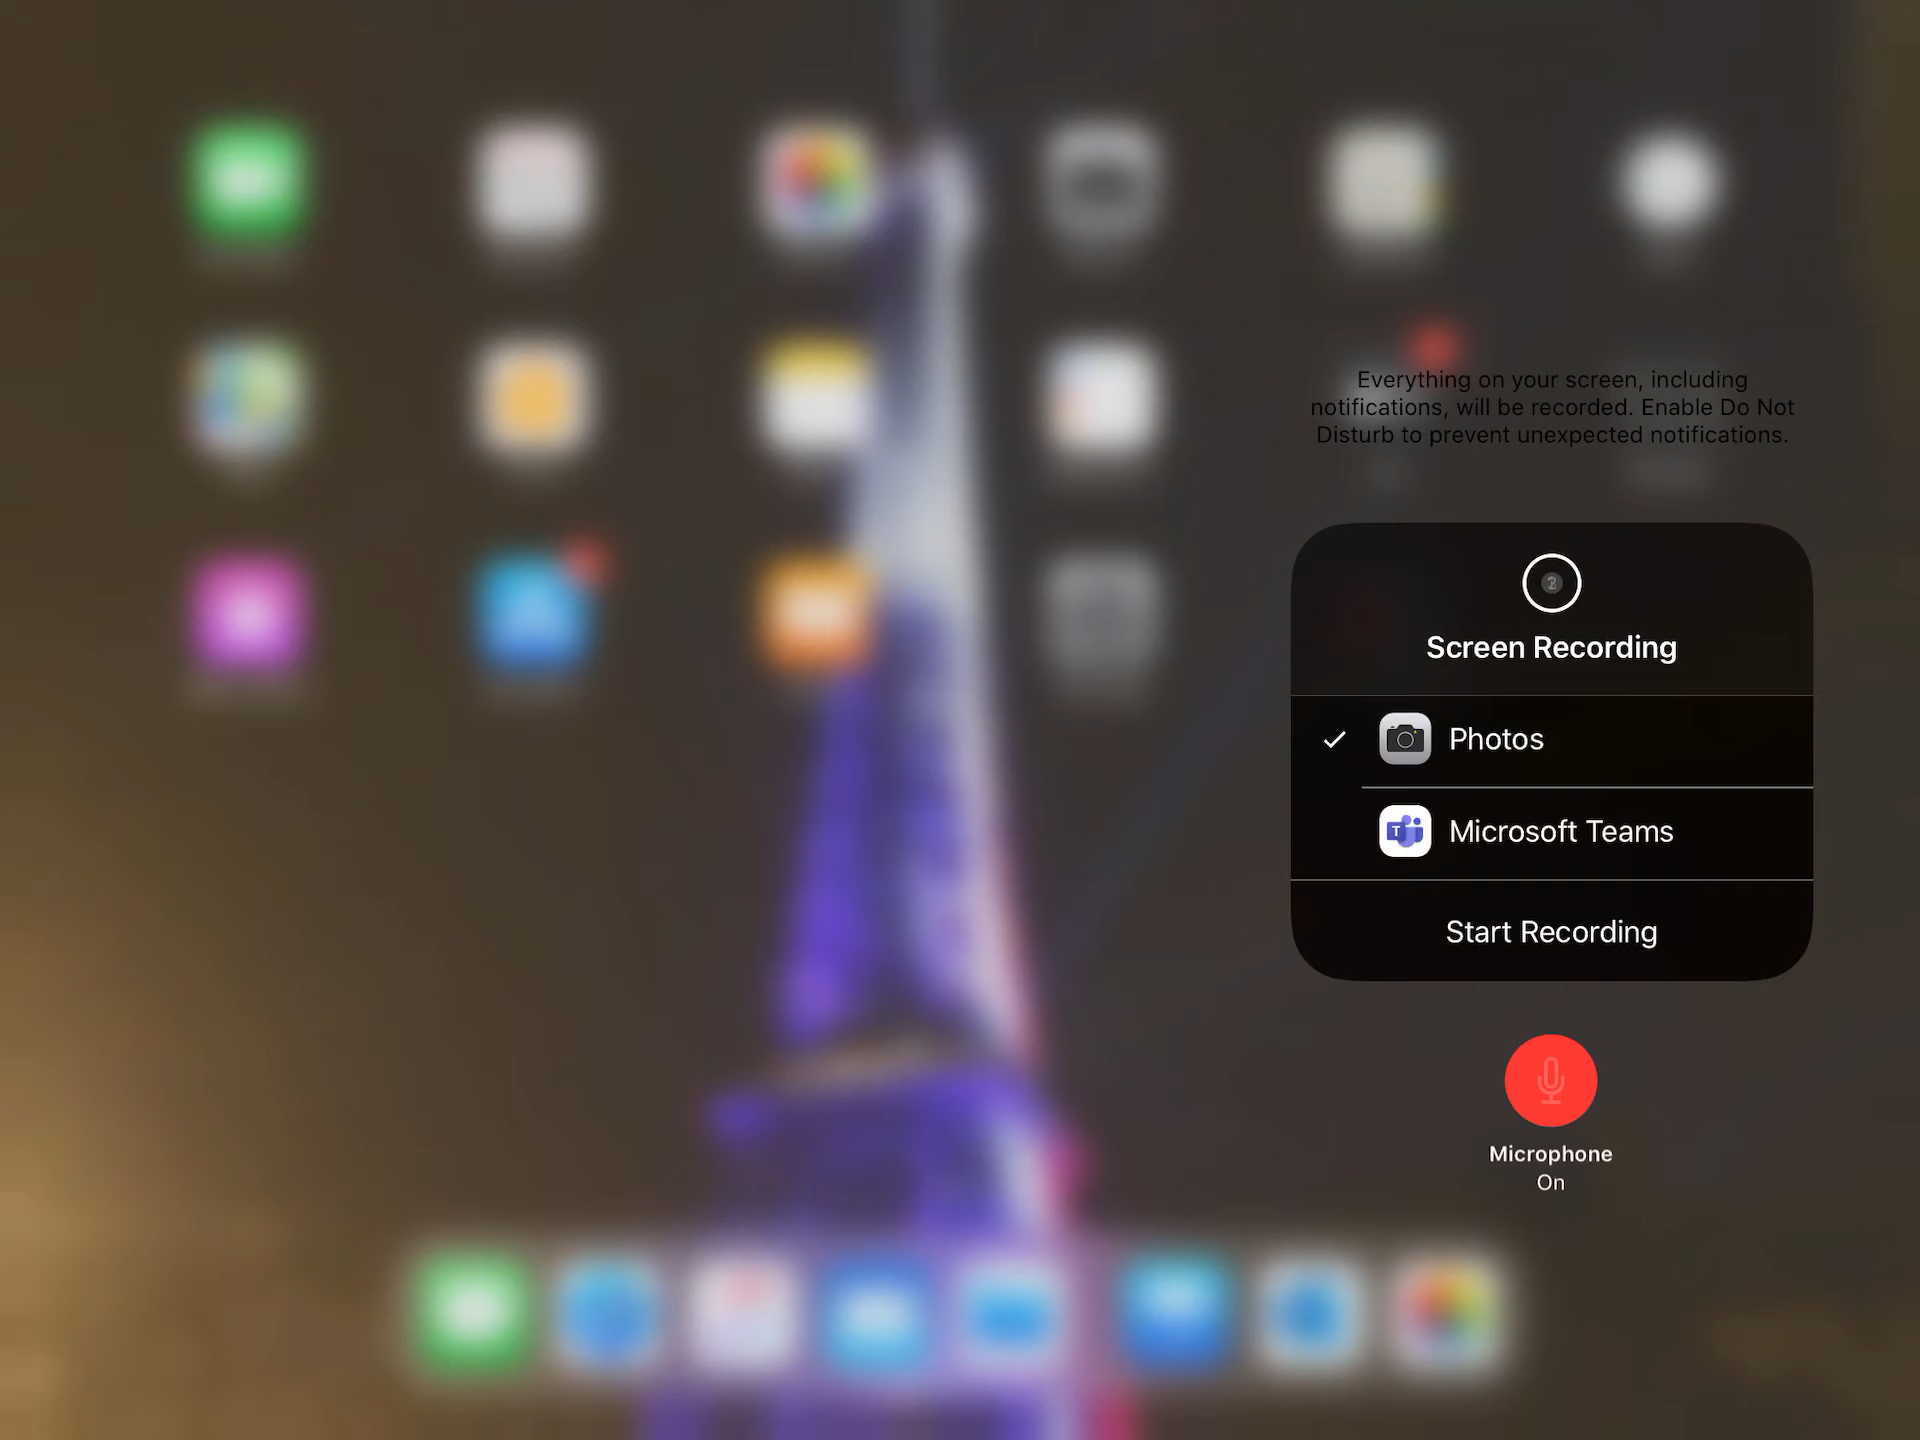 Everything on your screen, including
notifications, will be recorded. Enable Do Not
Disturb to prevent unexpected notifications.
Screen Recording
Photos
T
Microsoft Teams
Start Recording
Microphone
On